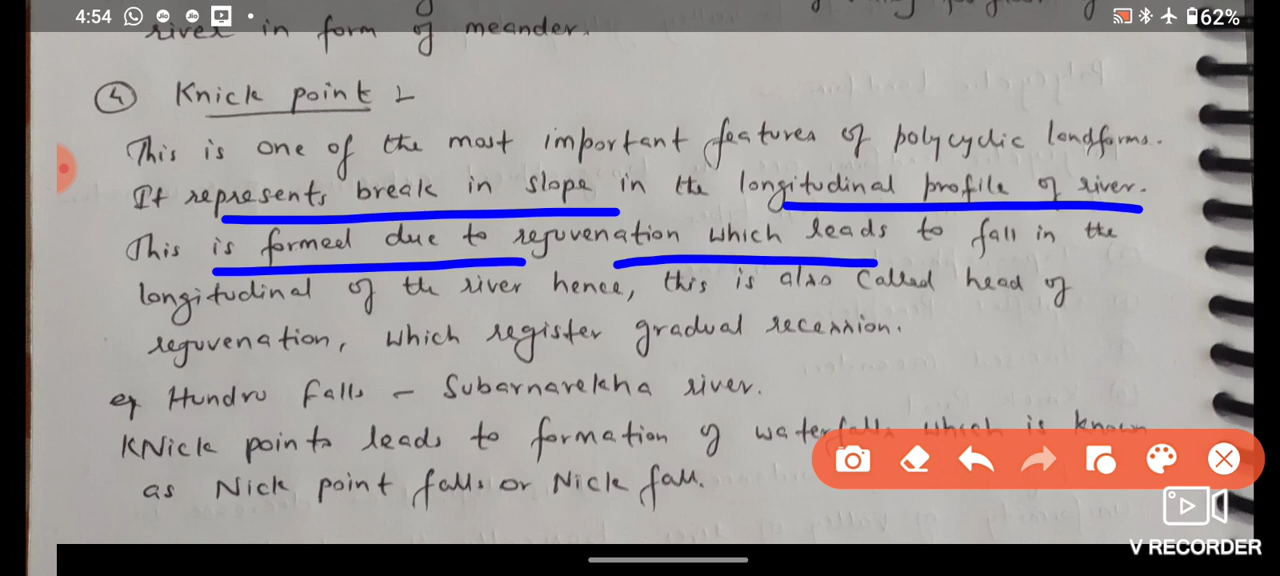 4:54 Jio Jio 62%
river in form of meander.
④ Knick point :-
This is one of the most important features of polycyclic landforms.
It represents break in slope in the longitudinal profile of river.
This is formed due to rejuvenation which leads to fall in the
longitudinal of the river hence, this is also called head of
rejuvenation, which register gradual recession.
eg Hundru Falls – Subarnarekha river.
KNick points leads to formation of waterfalls which is known
as Nick point falls or Nick fall.
V RECORDER